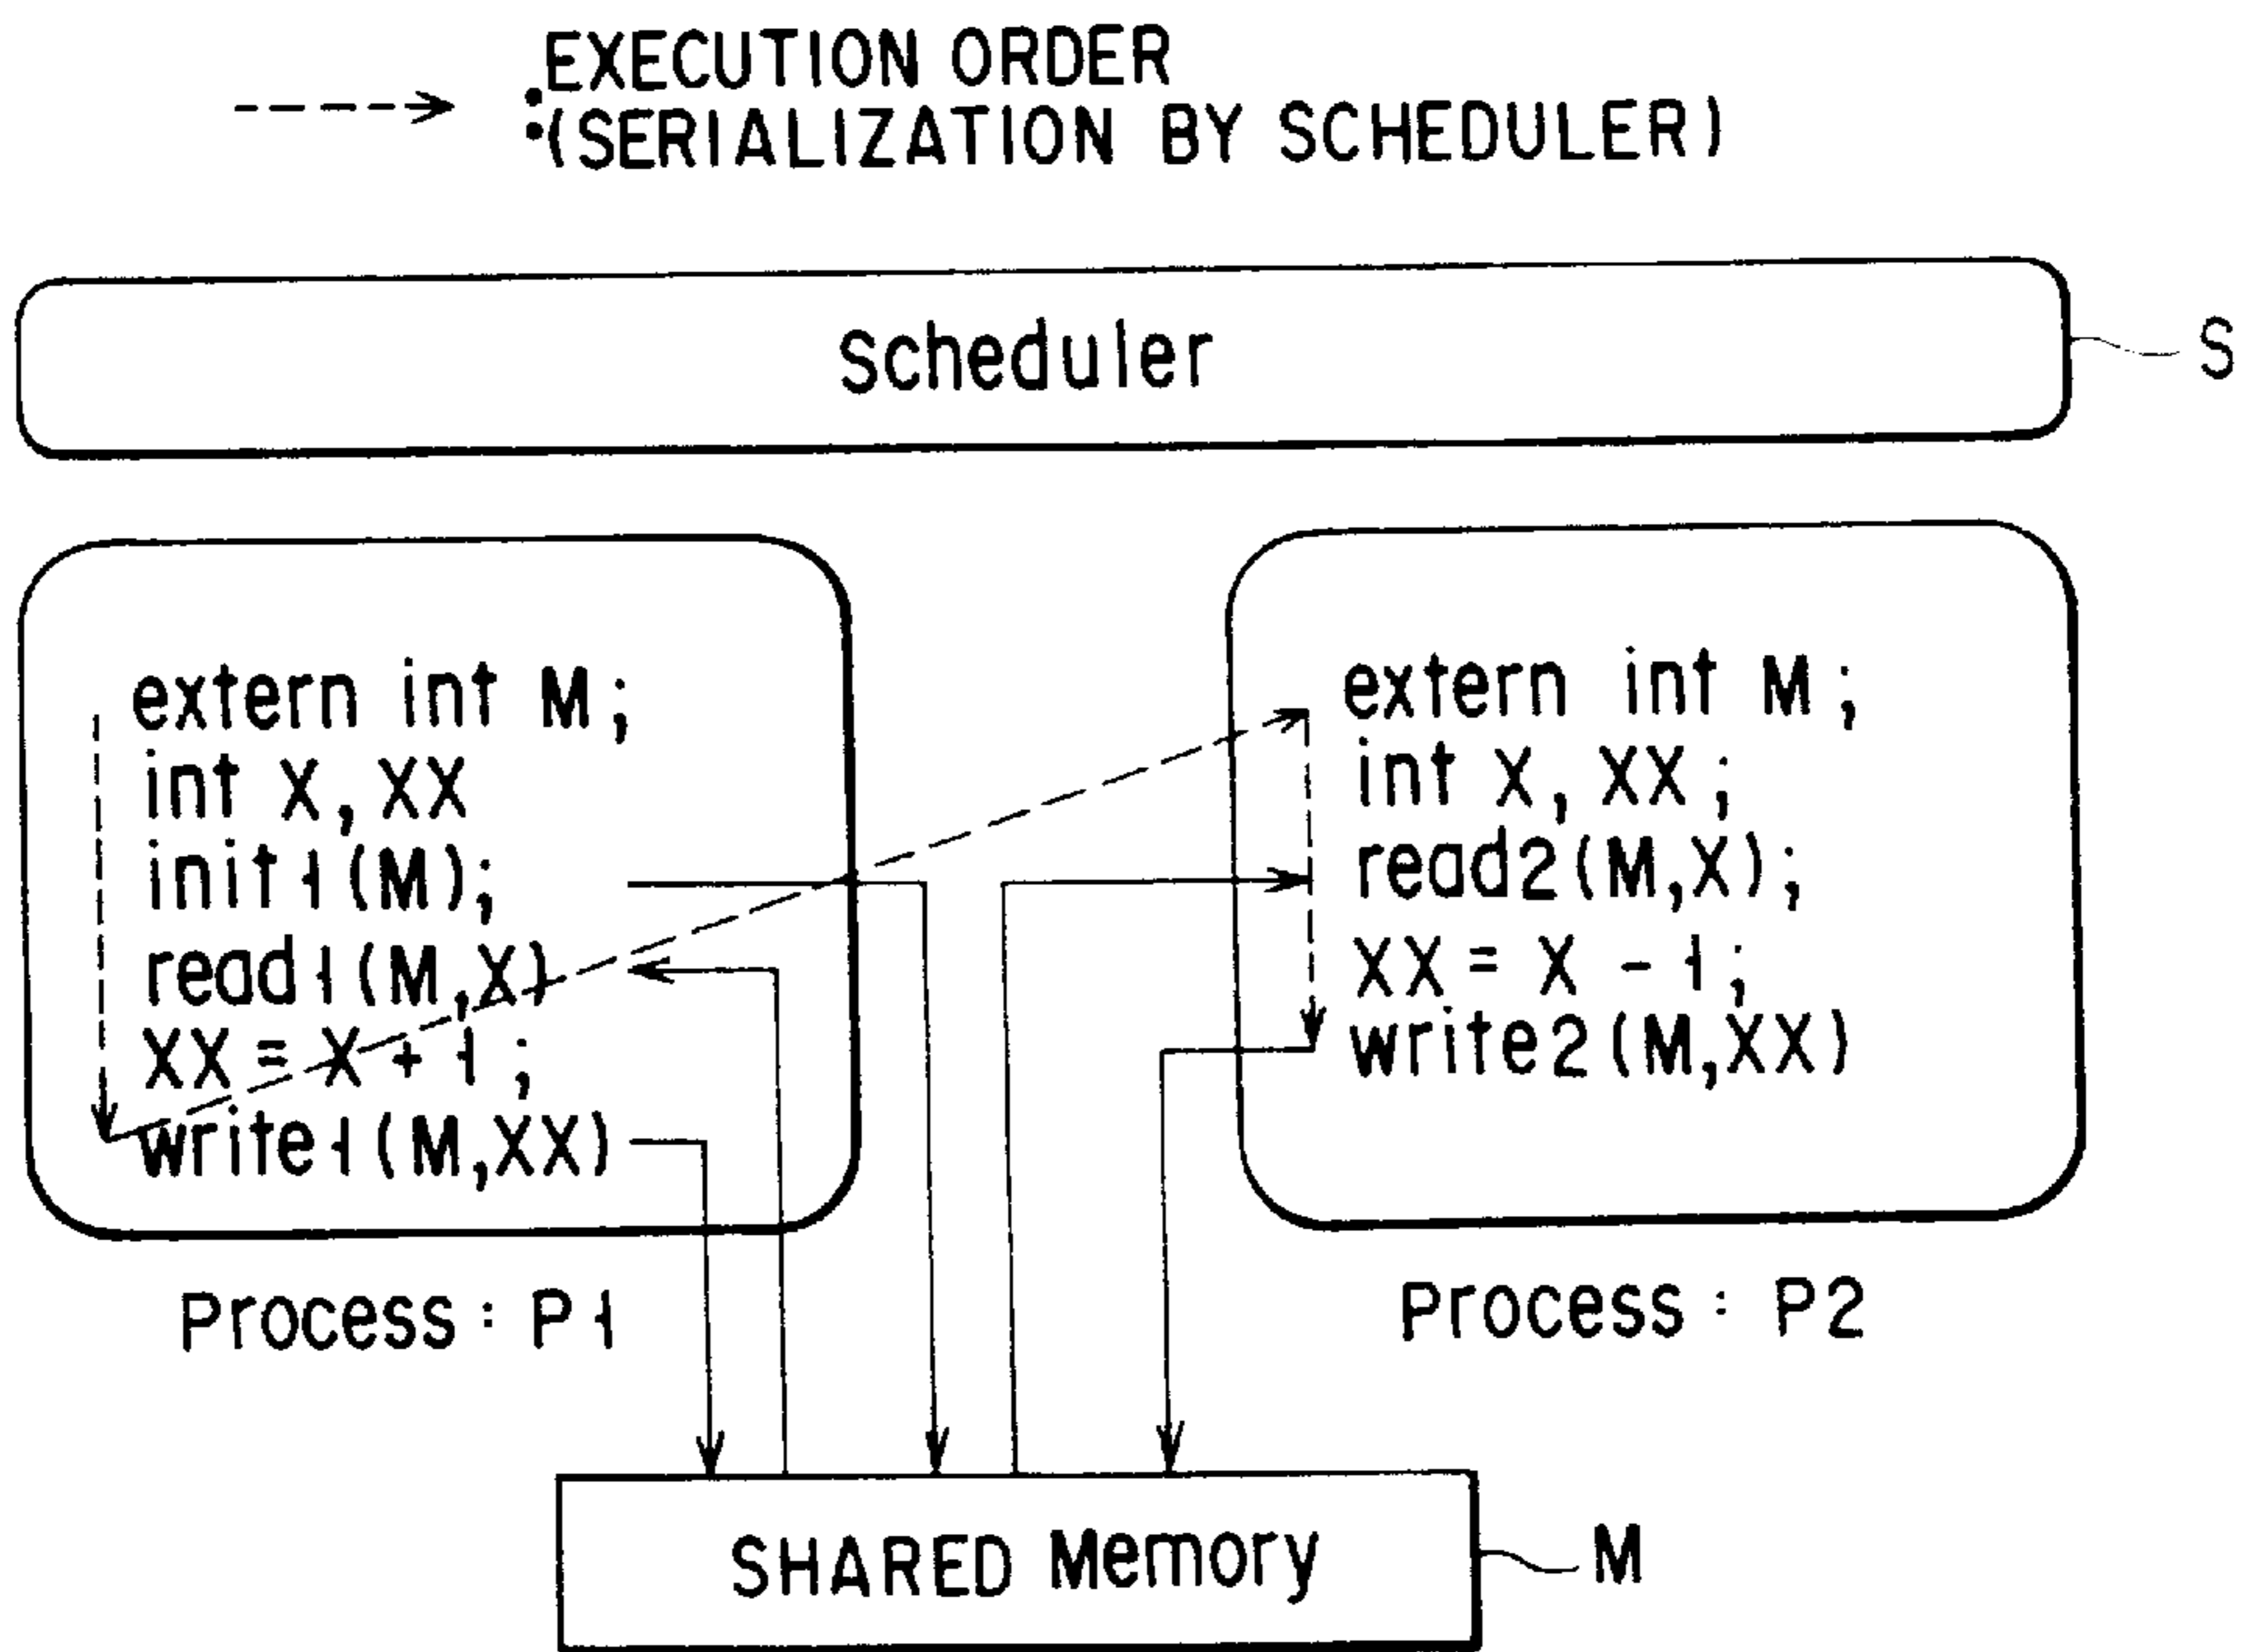 EXECUTION ORDER
:(SERIALIZATION BY SCHEDULER)
Scheduler
S
extern int M;
int X, XX
init1(M);
read1(M,X)
XX = X + 1;
write1(M,XX)
Process: P1
extern int M;
int X, XX;
read2(M,X);
XX = X - 1;
write2(M,XX)
Process: P2
SHARED Memory
M